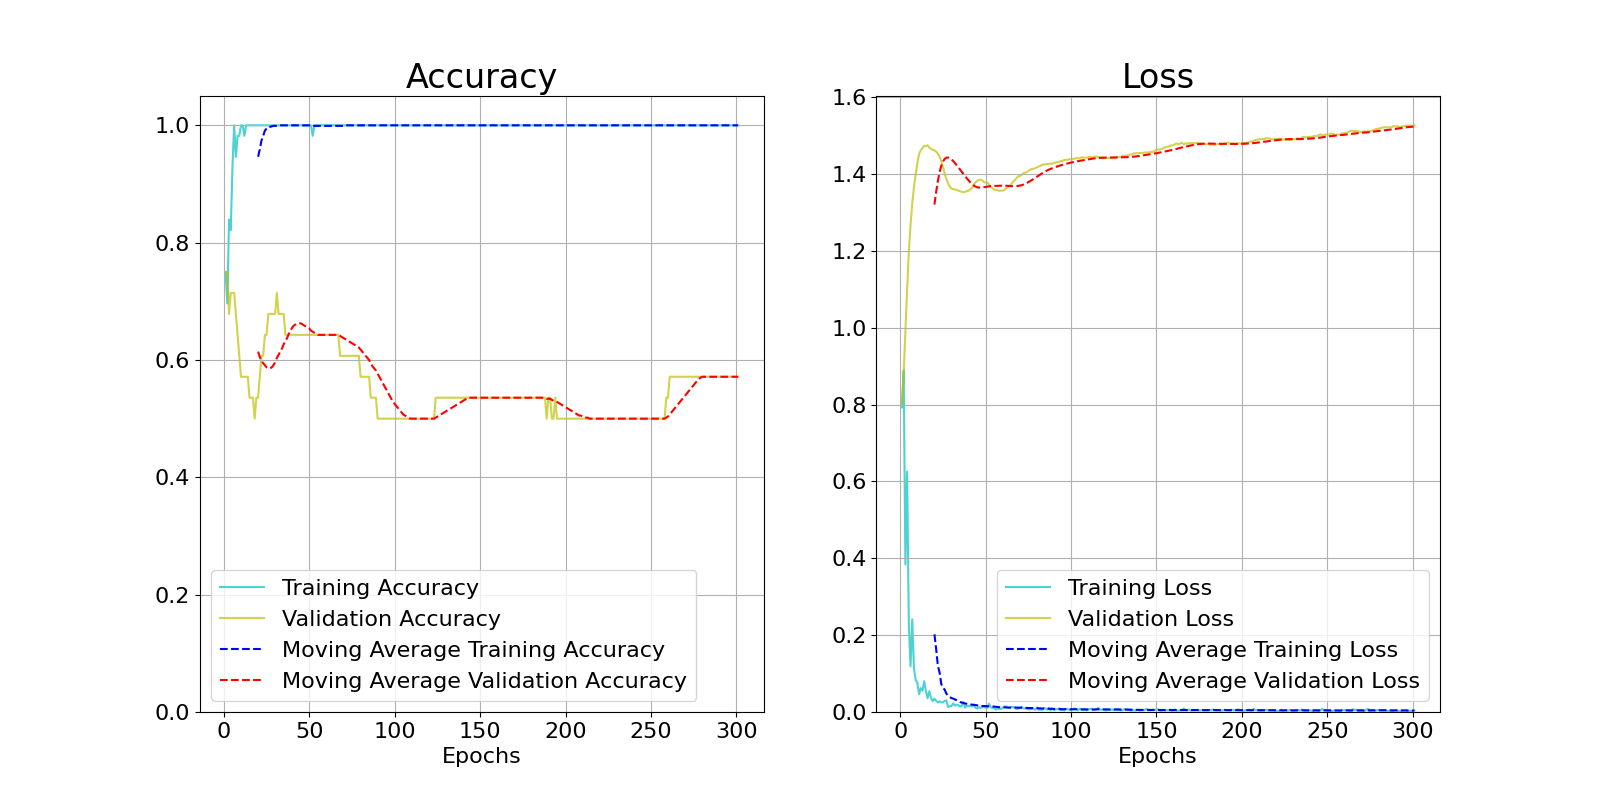 Accuracy
1.0
0.8
0.6
0.4
0.2
0.0
0 50 100 150 200 250 300
Epochs
Training Accuracy
Validation Accuracy
Moving Average Training Accuracy
Moving Average Validation Accuracy
Loss
1.6
1.4
1.2
1.0
0.8
0.6
0.4
0.2
0.0
0 50 100 150 200 250 300
Epochs
Training Loss
Validation Loss
Moving Average Training Loss
Moving Average Validation Loss